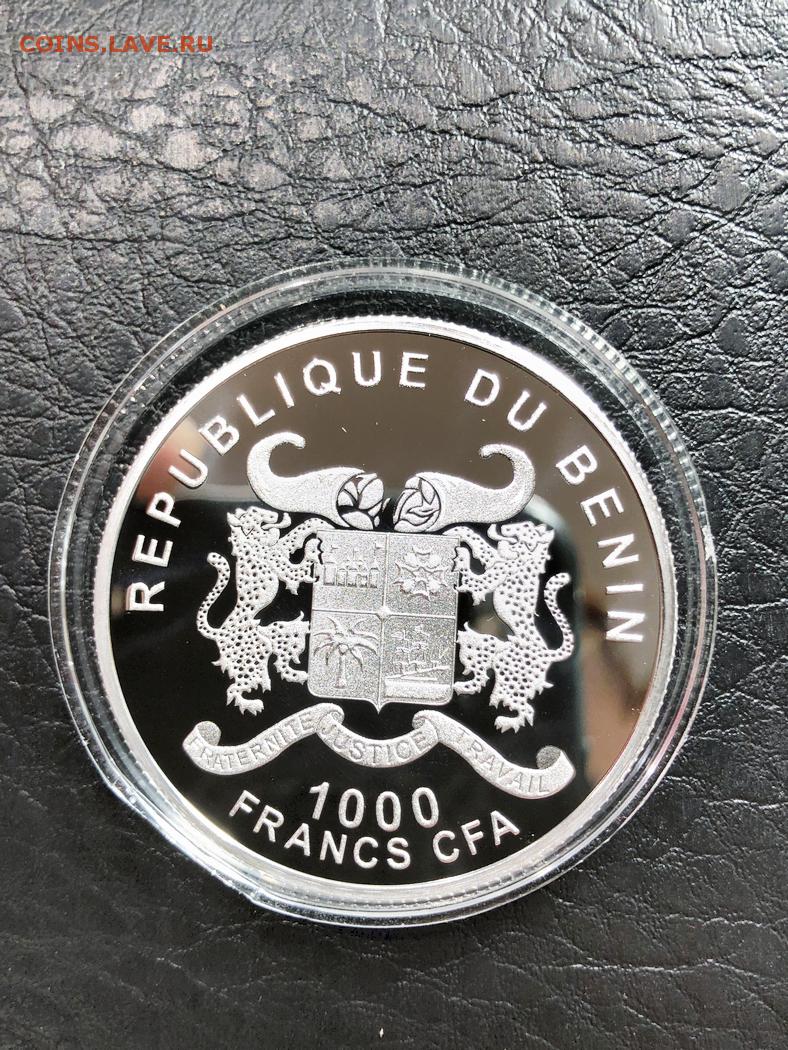 COINS.LAVE.RU
REPUBLIQUE DU BENIN
FRATERNITE JUSTICE TRAVAIL
1000
FRANCS CFA